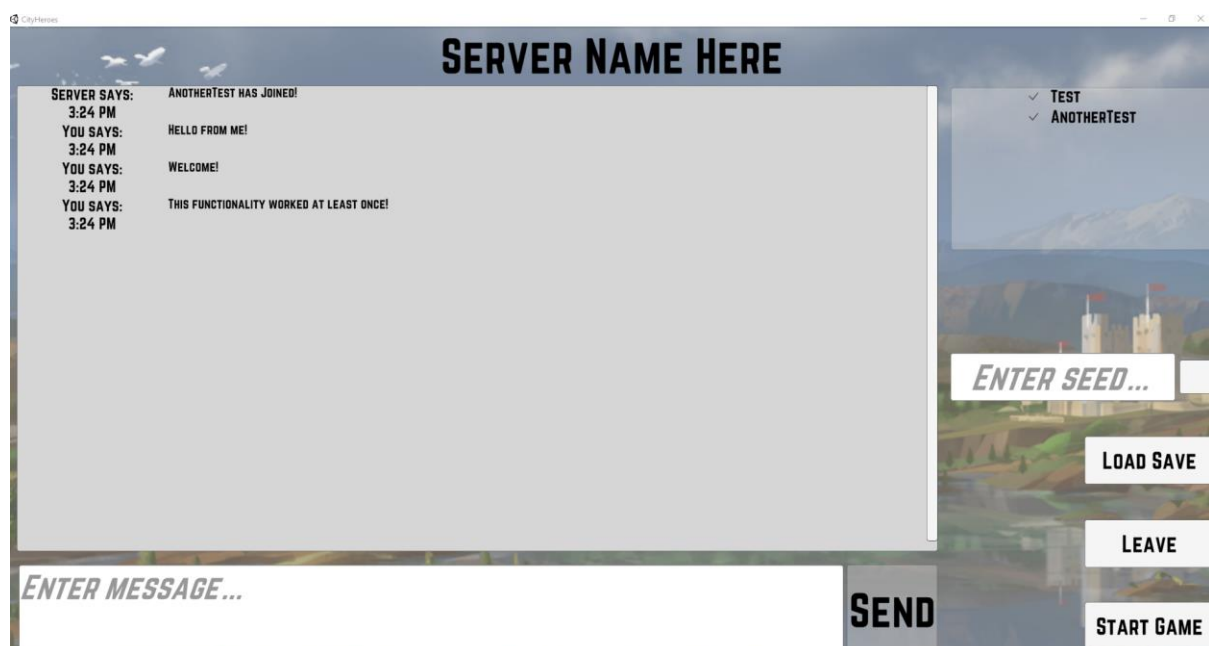 CityHeroes
Server Name Here
Server says: AnotherTest has Joined!
3:24 PM
You says: Hello from me!
3:24 PM
You says: Welcome!
3:24 PM
You says: This functionality worked at least once!
3:24 PM
Test
AnotherTest
Enter seed...
Load Save
Leave
Start Game
Enter message...
Send